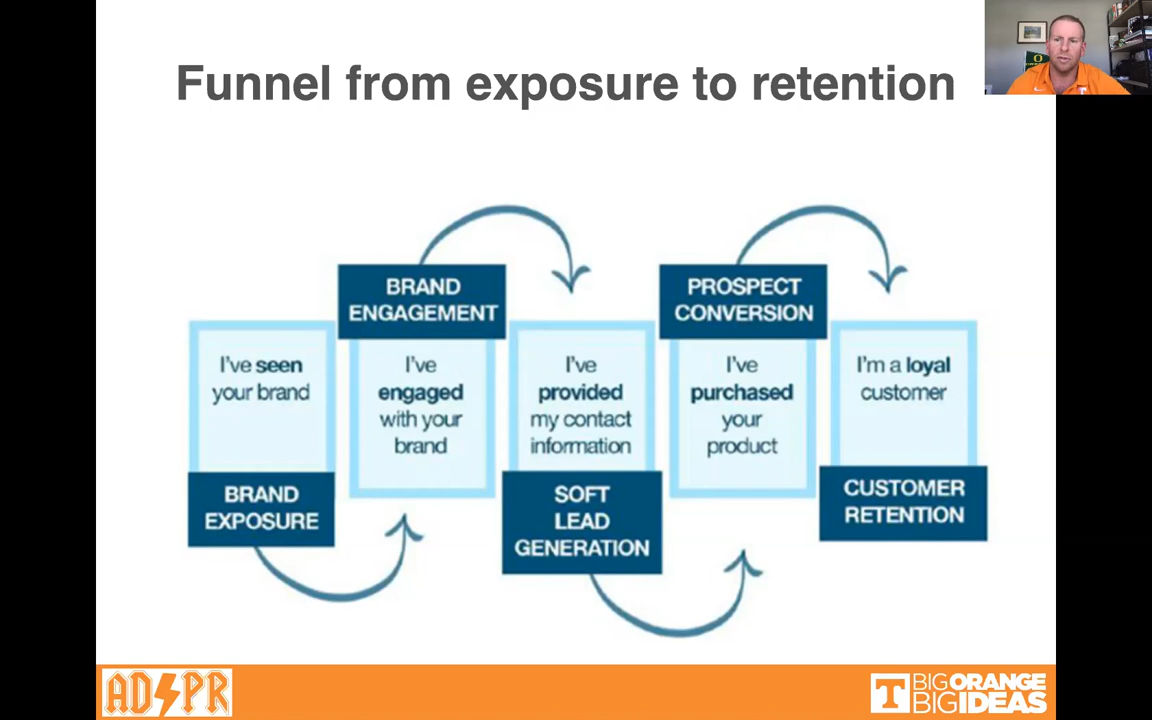 Funnel from exposure to retention
I've seen
your brand
BRAND
EXPOSURE
BRAND
ENGAGEMENT
I've
engaged
with your
brand
I've
provided
my contact
information
SOFT
LEAD
GENERATION
PROSPECT
CONVERSION
I've
purchased
your
product
I'm a loyal
customer
CUSTOMER
RETENTION
AD PR
T BIG ORANGE
BIG IDEAS